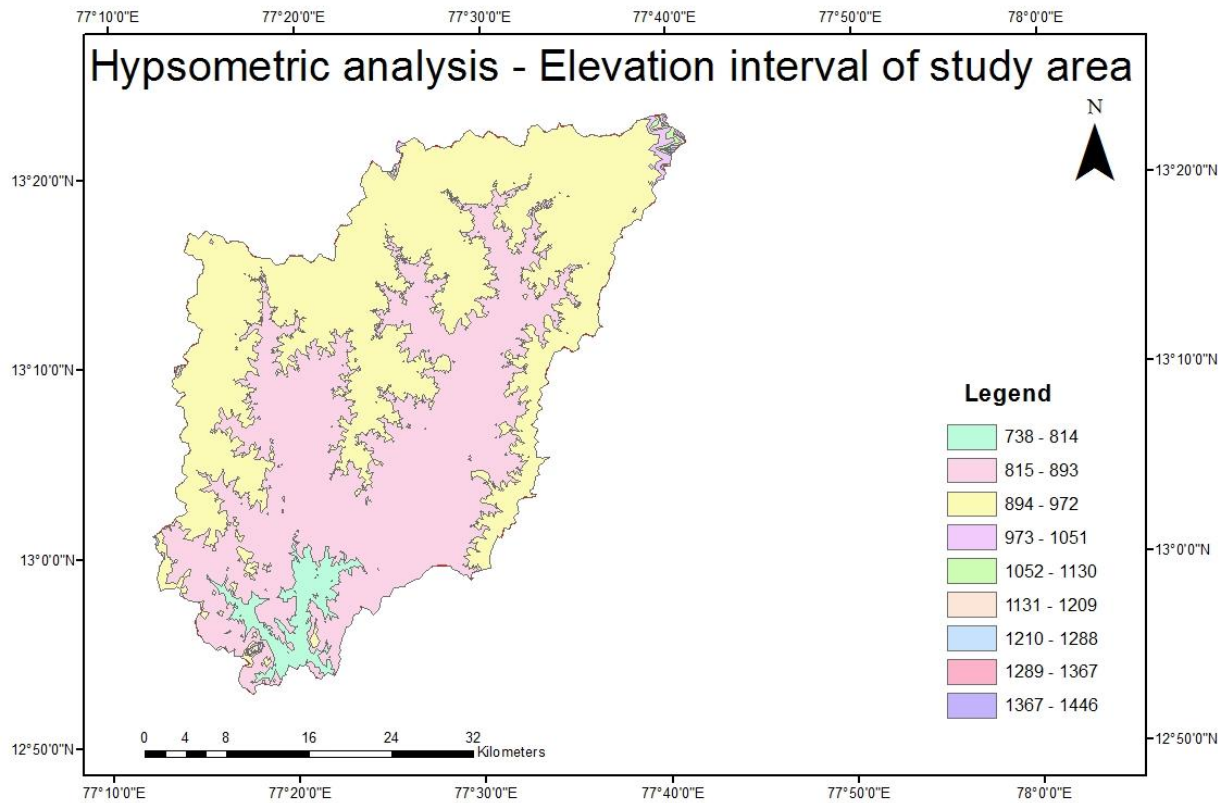 77°10'0"E 77°20'0"E 77°30'0"E 77°40'0"E 77°50'0"E 78°0'0"E
Hypsometric analysis - Elevation interval of study area
N
13°20'0"N 13°20'0"N
13°10'0"N 13°10'0"N
Legend
738 - 814
815 - 893
894 - 972
973 - 1051
1052 - 1130
1131 - 1209
1210 - 1288
1289 - 1367
1367 - 1446
13°0'0"N 13°0'0"N
0 4 8 16 24 32
Kilometers
12°50'0"N 12°50'0"N
77°10'0"E 77°20'0"E 77°30'0"E 77°40'0"E 77°50'0"E 78°0'0"E